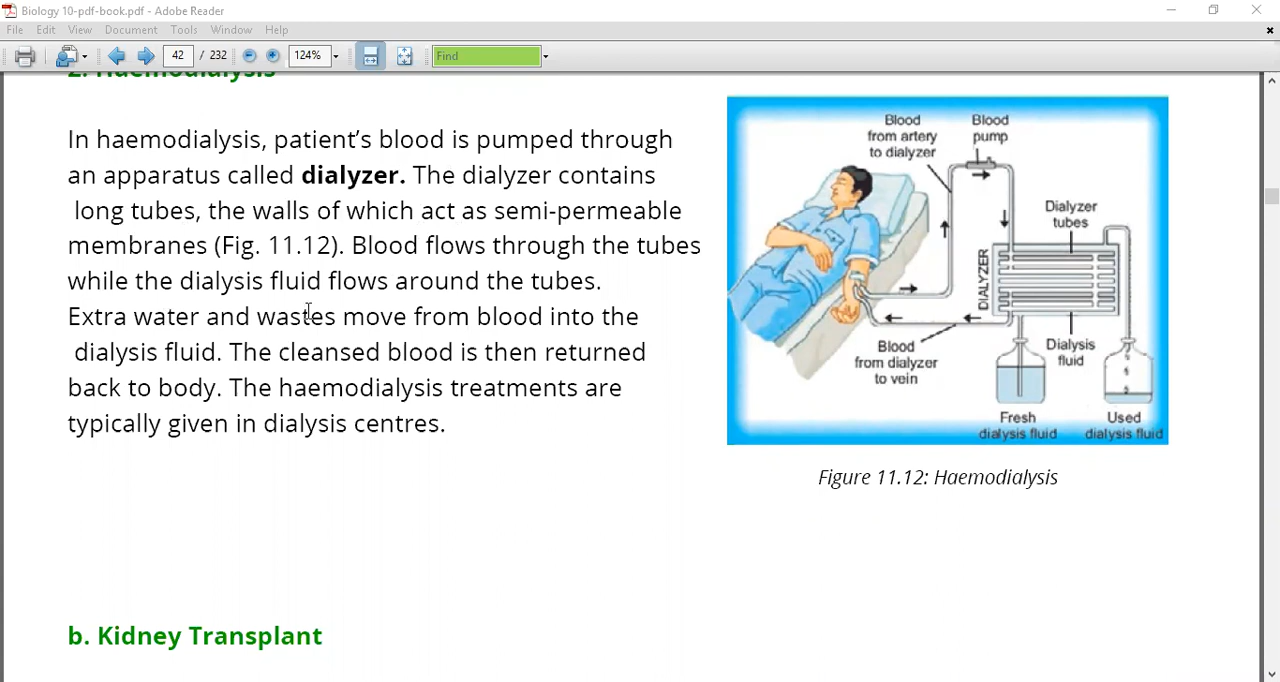 Biology 10-pdf-book.pdf - Adobe Reader
File Edit View Document Tools Window Help
42 / 232 124% Find
2. Haemodialysis
In haemodialysis, patient’s blood is pumped through
an apparatus called dialyzer. The dialyzer contains
long tubes, the walls of which act as semi-permeable
membranes (Fig. 11.12). Blood flows through the tubes
while the dialysis fluid flows around the tubes.
Extra water and wastes move from blood into the
dialysis fluid. The cleansed blood is then returned
back to body. The haemodialysis treatments are
typically given in dialysis centres.
Blood
from artery
to dialyzer
Blood
pump
Dialyzer
tubes
DIALYZER
Blood
from dialyzer
to vein
Dialysis
fluid
Fresh
dialysis fluid
Used
dialysis fluid
Figure 11.12: Haemodialysis
b. Kidney Transplant